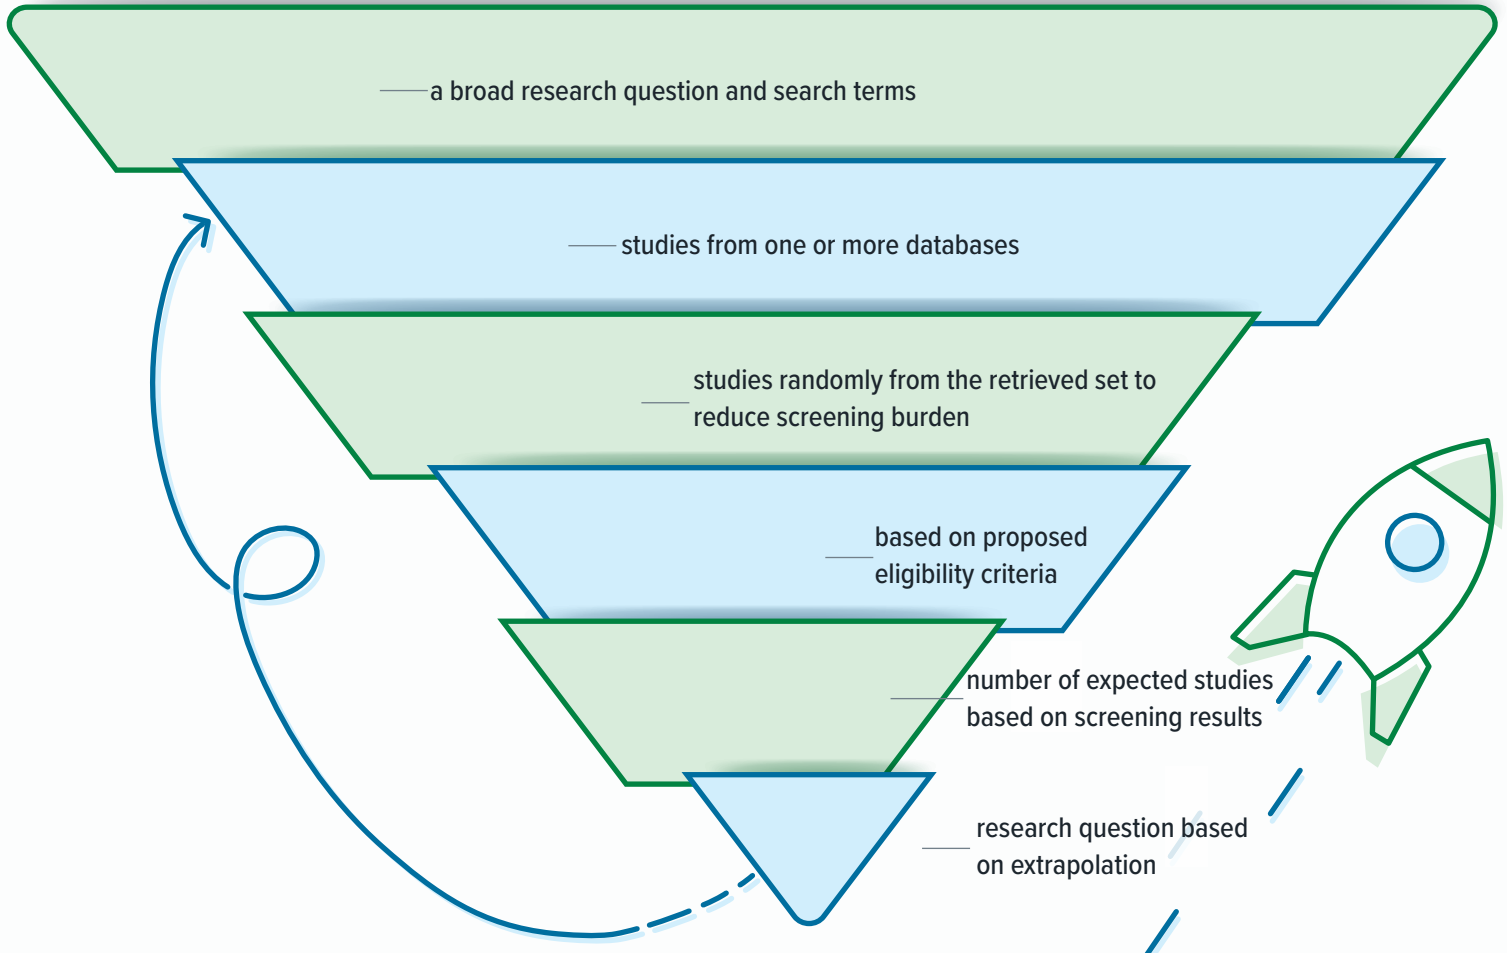 a broad research question and search terms
studies from one or more databases
studies randomly from the retrieved set to
reduce screening burden
based on proposed
eligibility criteria
number of expected studies
based on screening results
research question based
on extrapolation